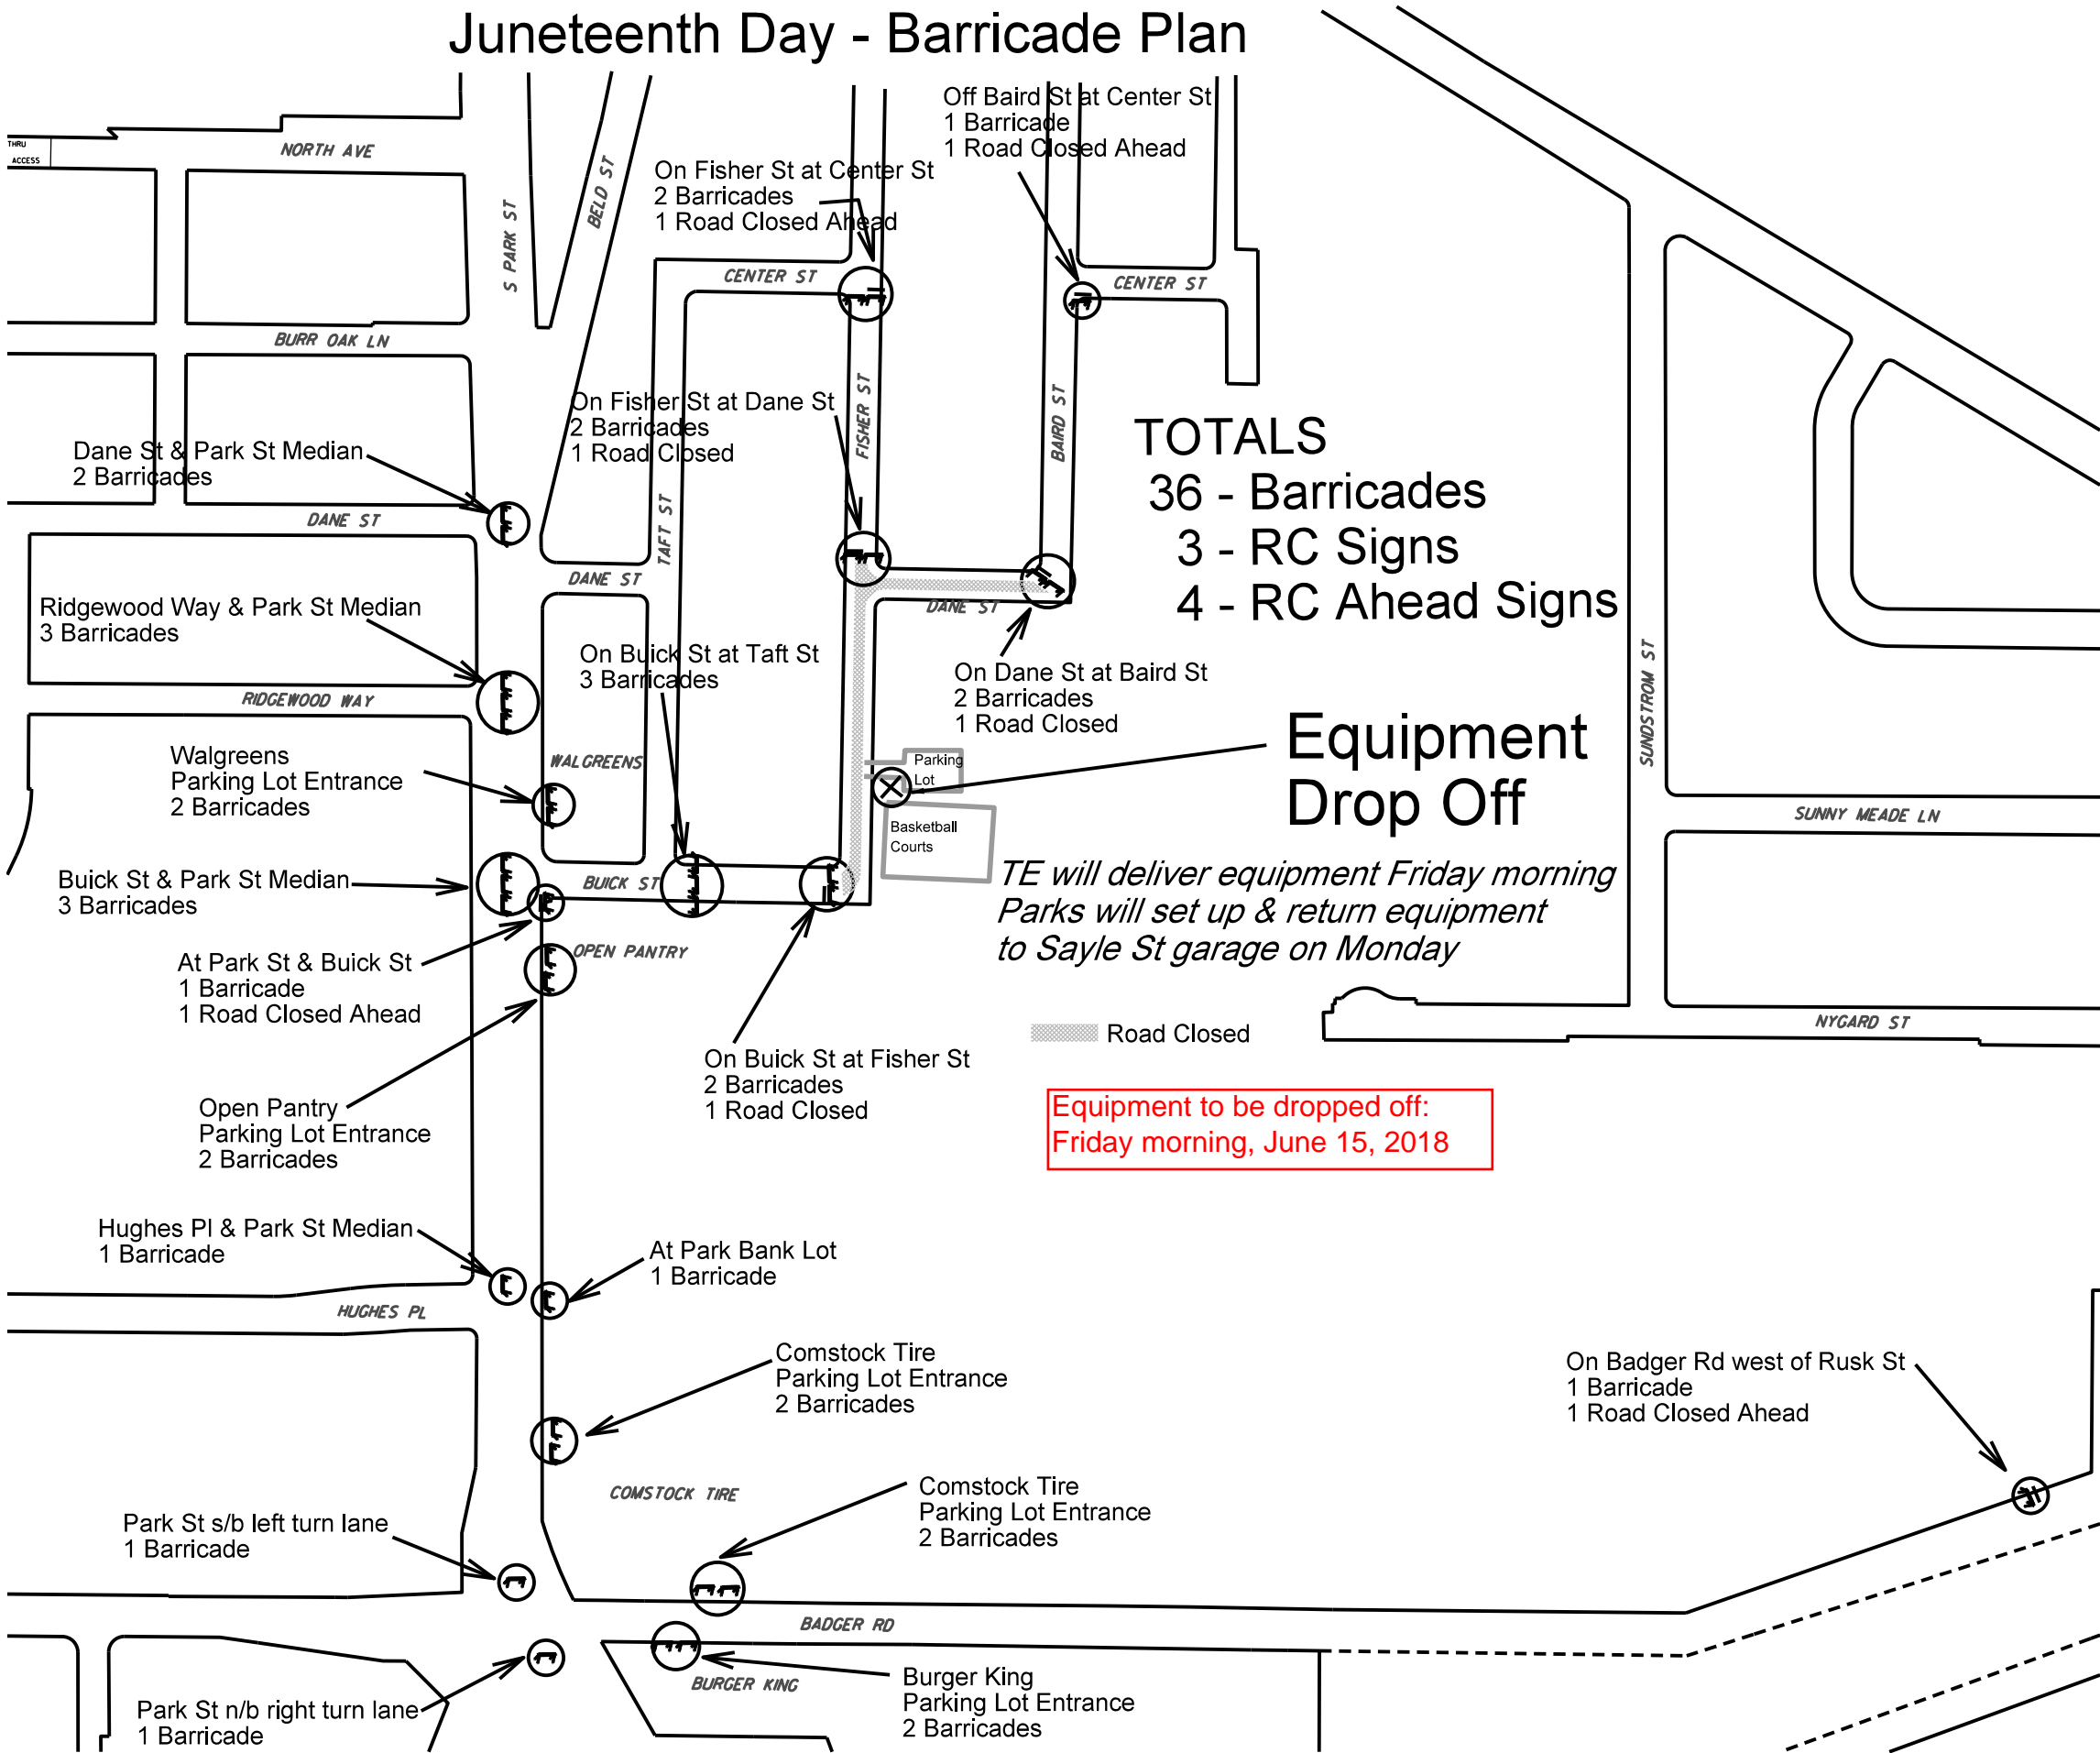 Juneteenth Day - Barricade Plan
Off Baird St at Center St
1 Barricade
1 Road Closed Ahead
THRU
ACCESS
NORTH AVE
On Fisher St at Center St
2 Barricades
1 Road Closed Ahead
S PARK ST
BELD ST
CENTER ST
CENTER ST
BURR OAK LN
On Fisher St at Dane St
2 Barricades
1 Road Closed
FISHER ST
BAIRD ST
TOTALS
36 - Barricades
3 - RC Signs
4 - RC Ahead Signs
Dane St & Park St Median
2 Barricades
DANE ST
TAFT ST
DANE ST
DANE ST
Ridgewood Way & Park St Median
3 Barricades
On Buick St at Taft St
3 Barricades
On Dane St at Baird St
2 Barricades
1 Road Closed
SUNDSTROM ST
RIDGEWOOD WAY
Equipment
Drop Off
Walgreens
Parking Lot Entrance
2 Barricades
WALGREENS
Parking
Lot
Basketball
Courts
SUNNY MEADE LN
TE will deliver equipment Friday morning
Parks will set up & return equipment
to Sayle St garage on Monday
Buick St & Park St Median
3 Barricades
BUICK ST
OPEN PANTRY
At Park St & Buick St
1 Barricade
1 Road Closed Ahead
NYGARD ST
Road Closed
On Buick St at Fisher St
2 Barricades
1 Road Closed
Open Pantry
Parking Lot Entrance
2 Barricades
Equipment to be dropped off:
Friday morning, June 15, 2018
Hughes Pl & Park St Median
1 Barricade
At Park Bank Lot
1 Barricade
HUGHES PL
Comstock Tire
Parking Lot Entrance
2 Barricades
On Badger Rd west of Rusk St
1 Barricade
1 Road Closed Ahead
COMSTOCK TIRE
Comstock Tire
Parking Lot Entrance
2 Barricades
Park St s/b left turn lane
1 Barricade
BADGER RD
BURGER KING
Burger King
Parking Lot Entrance
2 Barricades
Park St n/b right turn lane
1 Barricade